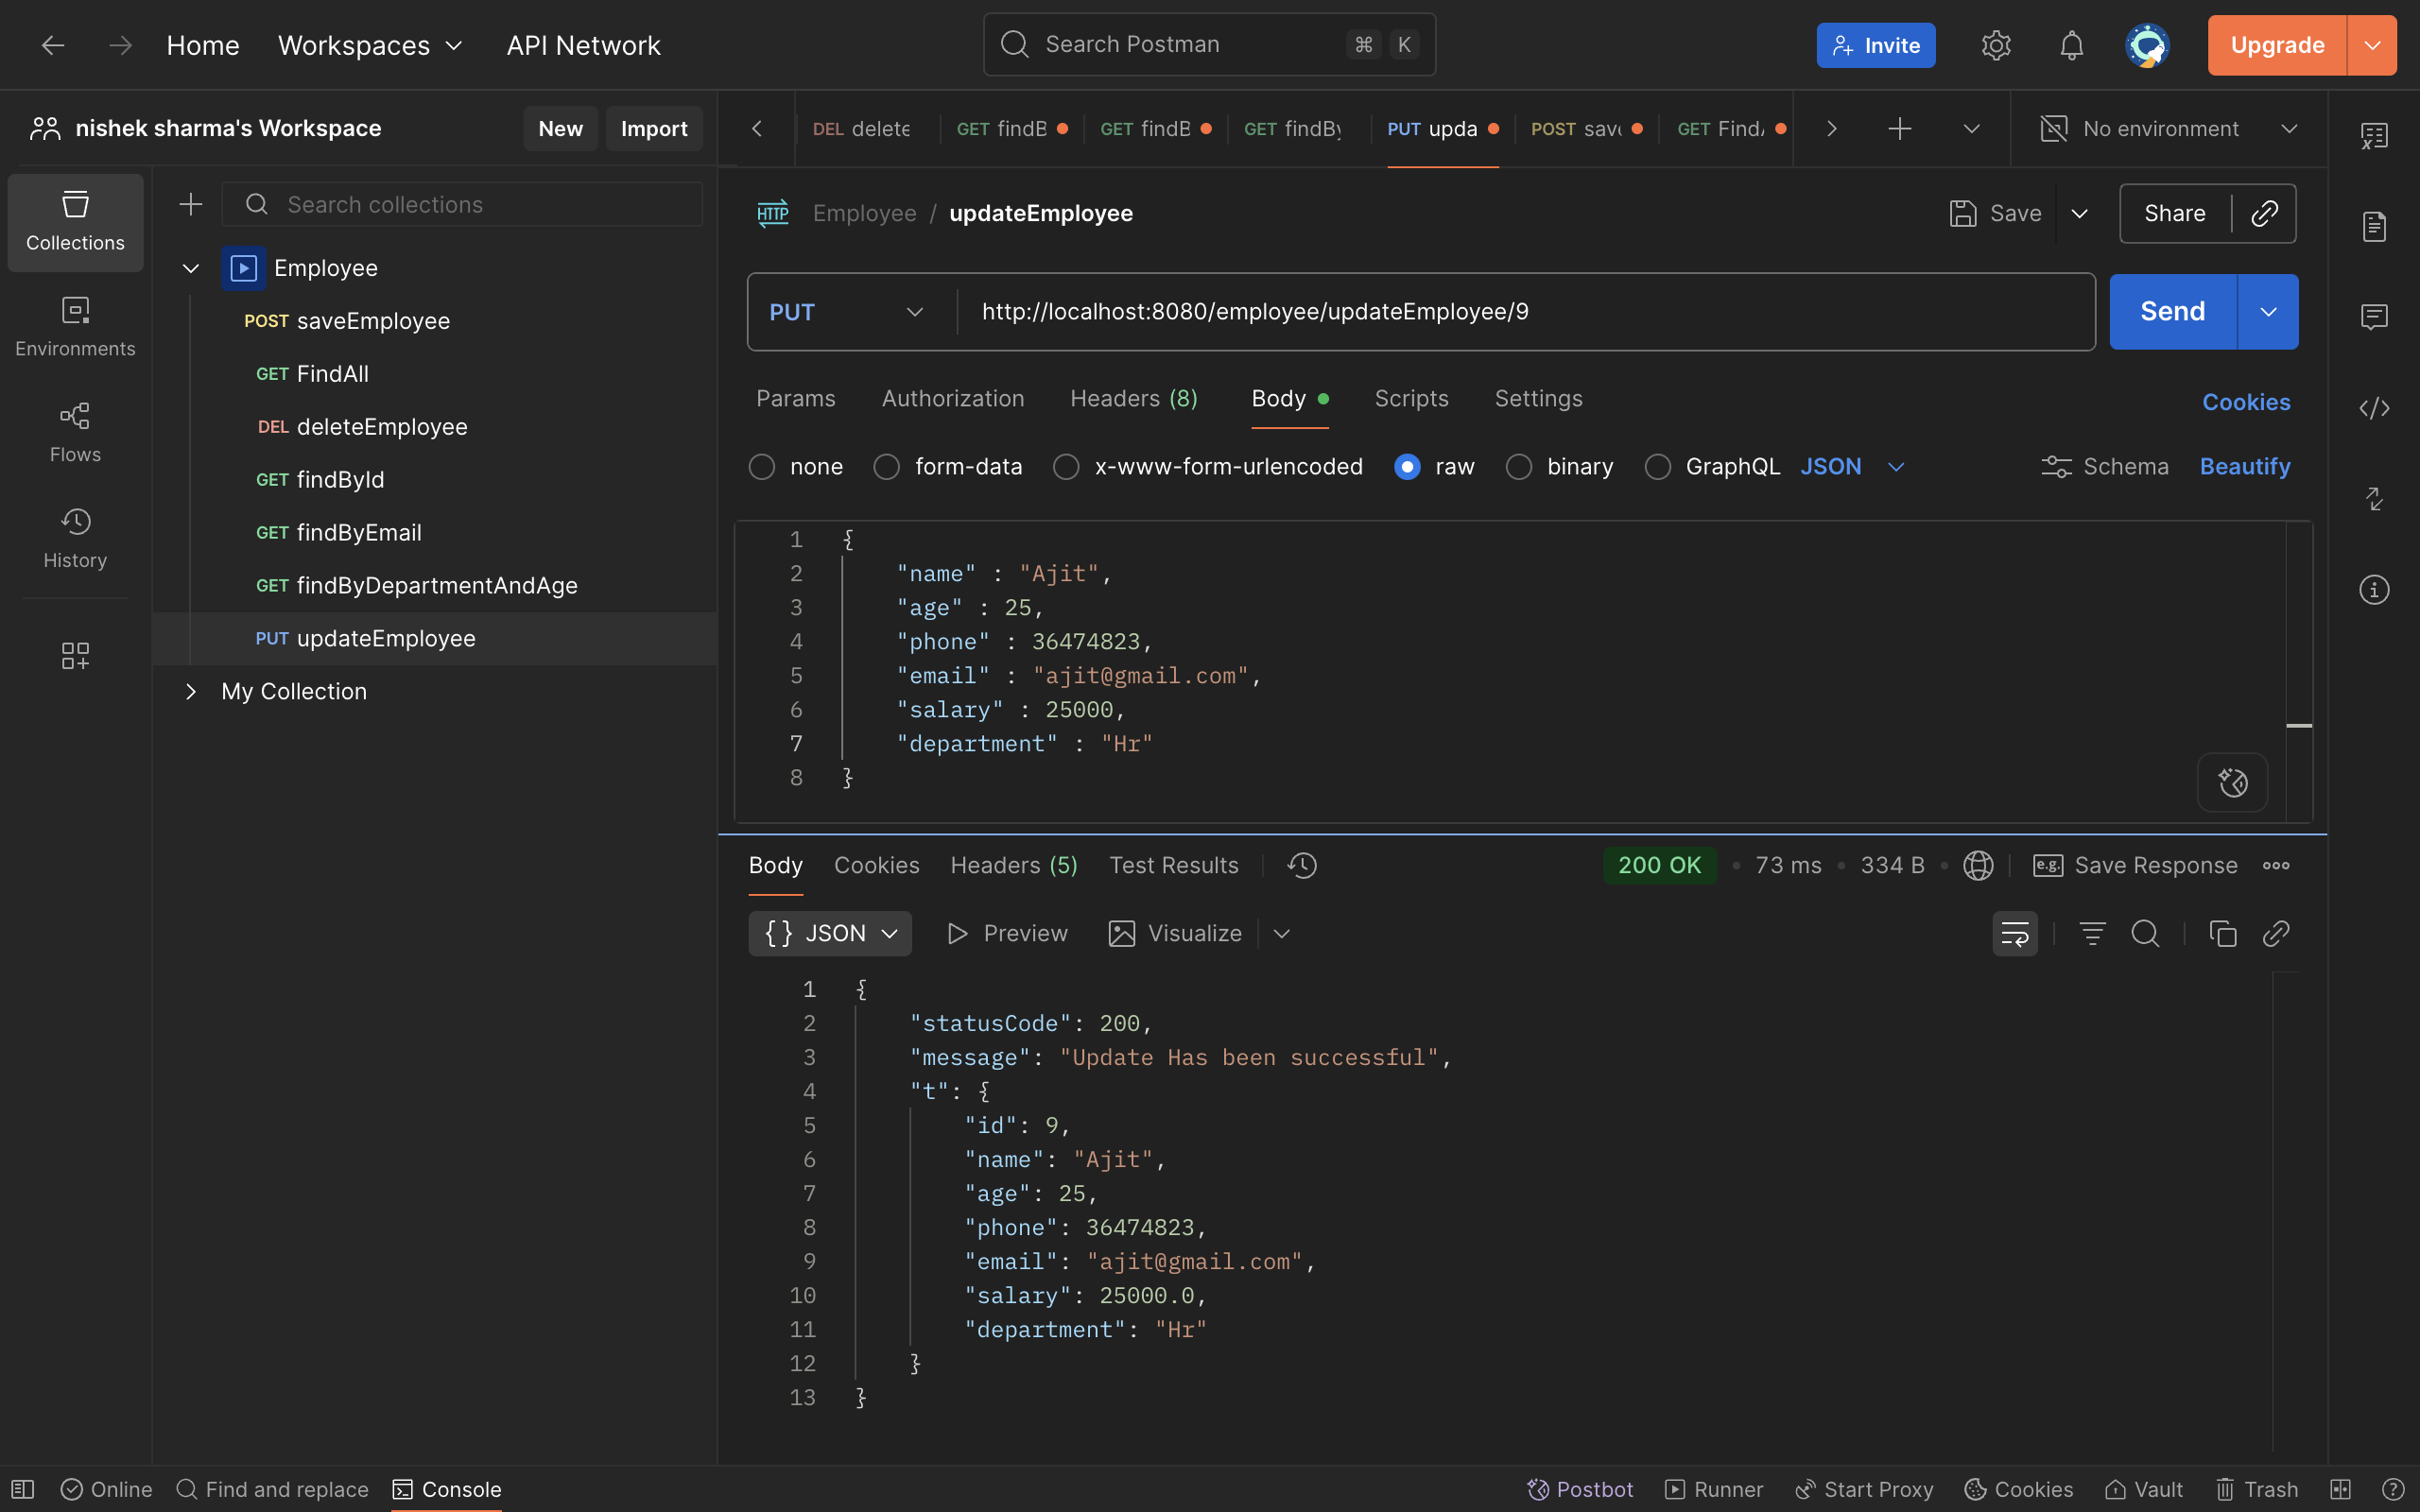 Home Workspaces API Network Search Postman ⌘ K Invite Upgrade
nishek sharma's Workspace New Import
DEL delete GET findB GET findB GET findBy PUT upda POST save GET FindA No environment
Collections
Environments
Flows
History
Search collections
Employee
POST saveEmployee
GET FindAll
DEL deleteEmployee
GET findById
GET findByEmail
GET findByDepartmentAndAge
PUT updateEmployee
My Collection
HTTP Employee / updateEmployee Save Share
PUT http://localhost:8080/employee/updateEmployee/9 Send
Params Authorization Headers (8) Body Scripts Settings Cookies
none form-data x-www-form-urlencoded raw binary GraphQL JSON Schema Beautify
1 {
2 "name" : "Ajit",
3 "age" : 25,
4 "phone" : 36474823,
5 "email" : "ajit@gmail.com",
6 "salary" : 25000,
7 "department" : "Hr"
8 }
Body Cookies Headers (5) Test Results 200 OK • 73 ms • 334 B • e.g. Save Response
{} JSON Preview Visualize
1 {
2 "statusCode": 200,
3 "message": "Update Has been successful",
4 "t": {
5 "id": 9,
6 "name": "Ajit",
7 "age": 25,
8 "phone": 36474823,
9 "email": "ajit@gmail.com",
10 "salary": 25000.0,
11 "department": "Hr"
12 }
13 }
Online Find and replace Console Postbot Runner Start Proxy Cookies Vault Trash